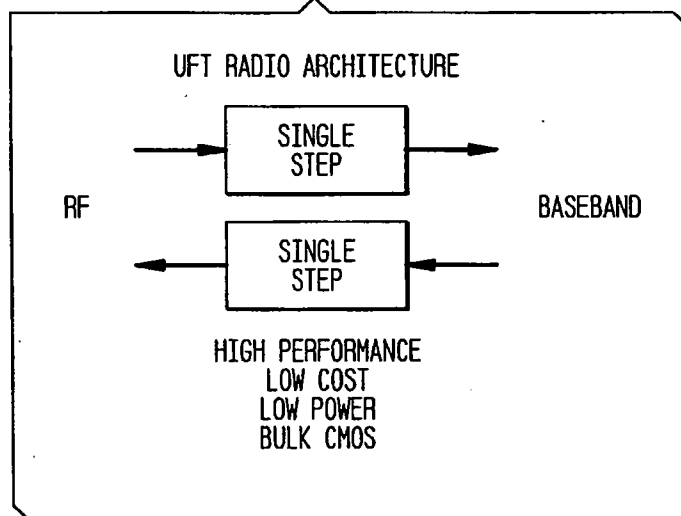 UFT RADIO ARCHITECTURE
SINGLE
STEP
RF
BASEBAND
SINGLE
STEP
HIGH PERFORMANCE
LOW COST
LOW POWER
BULK CMOS